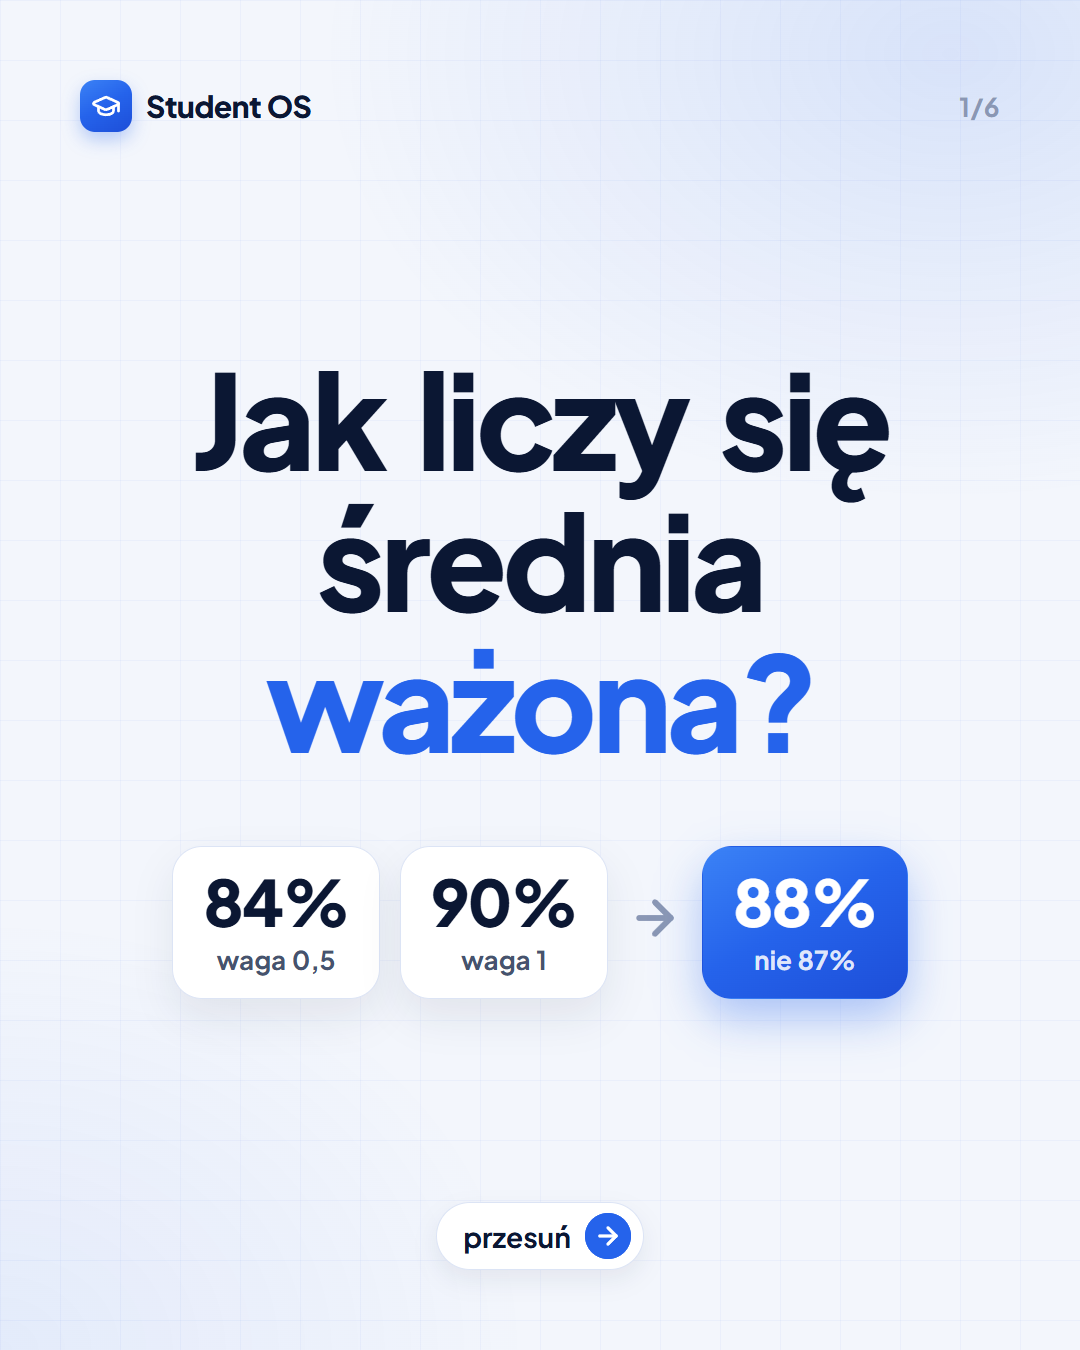 Student OS
1/6
Jak liczy się
średnia
ważona?
84%
waga 0,5
90%
waga 1
88%
nie 87%
przesuń